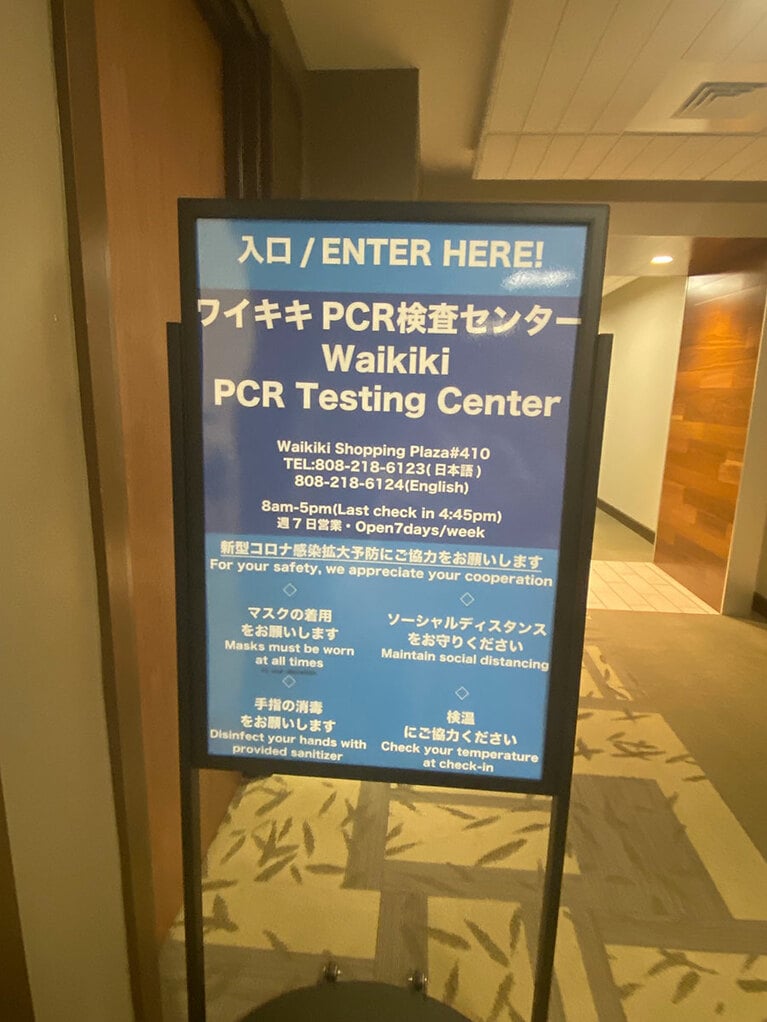 入口 / ENTER HERE!
ワイキキ PCR検査センター
Waikiki
PCR Testing Center
Waikiki Shopping Plaza#410
TEL:808-218-6123(日本語)
808-218-6124(English)
8am-5pm(Last check in 4:45pm)
週7日営業・Open7days/week
新型コロナ感染拡大予防にご協力をお願いします
For your safety, we appreciate your cooperation
マスクの着用
をお願いします
Masks must be worn
at all times
ソーシャルディスタンス
をお守りください
Maintain social distancing
手指の消毒
をお願いします
Disinfect your hands with
provided sanitizer
検温
にご協力ください
Check your temperature
at check-in